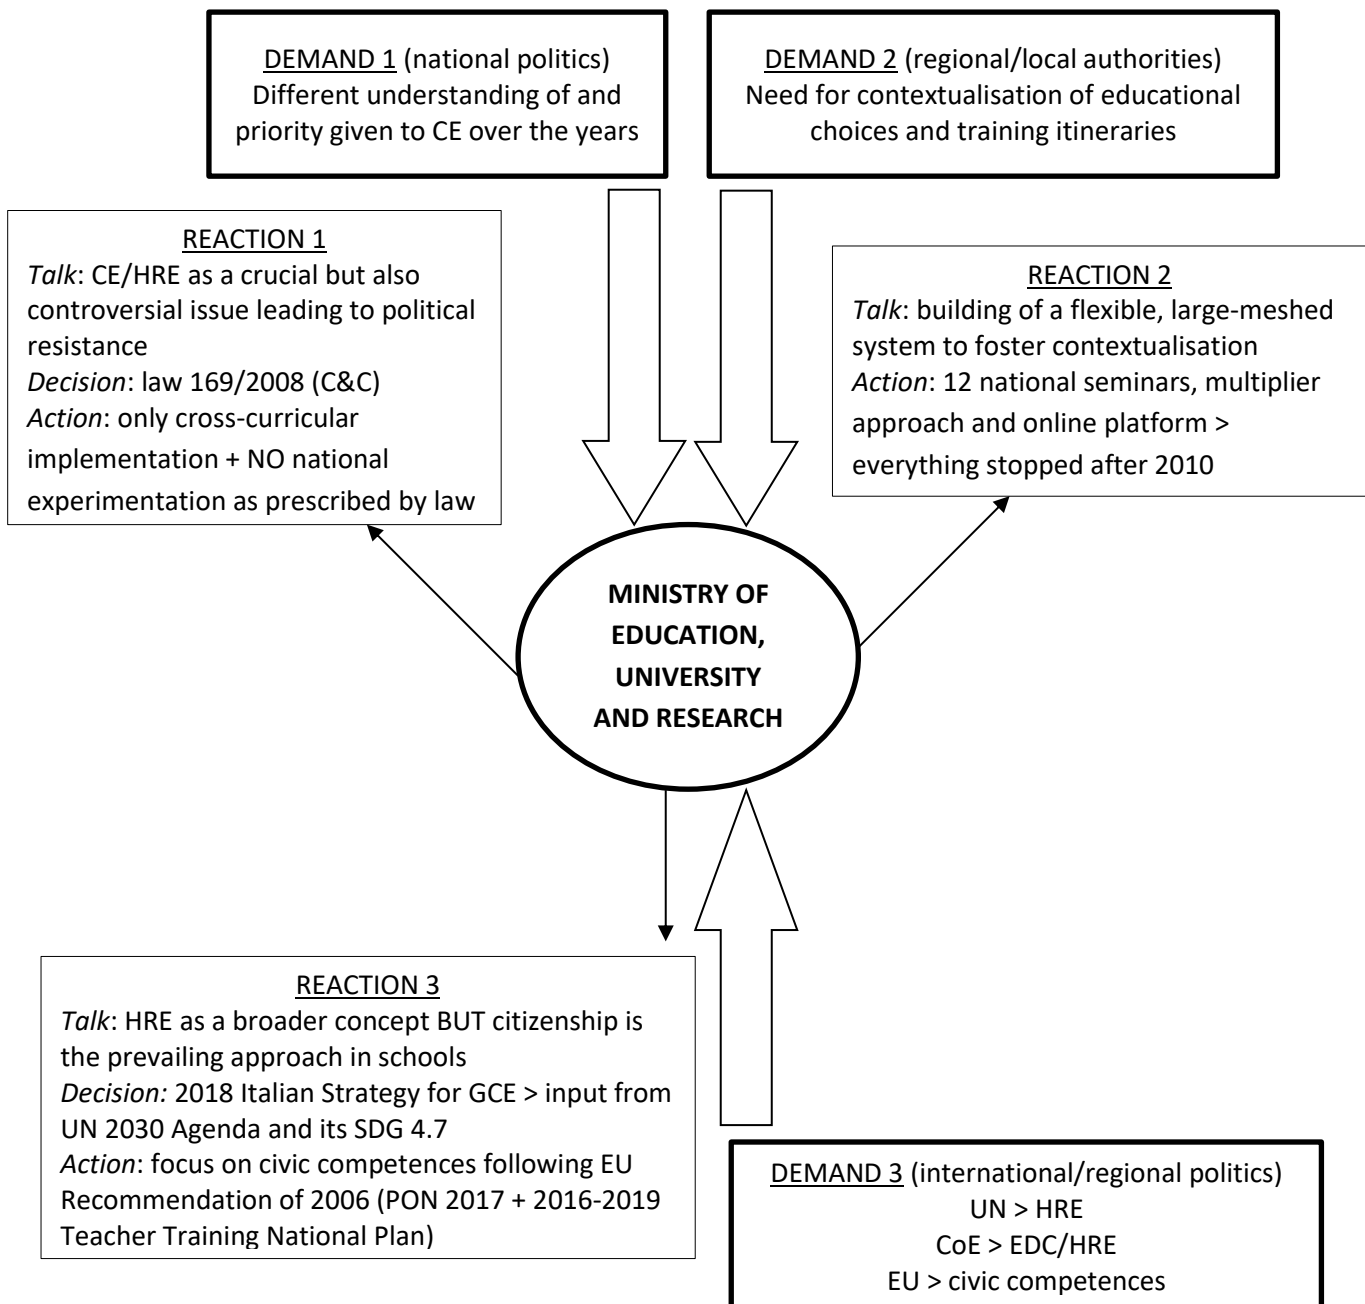 DEMAND 1 (national politics)
Different understanding of and
priority given to CE over the years
DEMAND 2 (regional/local authorities)
Need for contextualisation of educational
choices and training itineraries
REACTION 1
Talk: CE/HRE as a crucial but also
controversial issue leading to political
resistance
Decision: law 169/2008 (C&C)
Action: only cross-curricular
implementation + NO national
experimentation as prescribed by law
REACTION 2
Talk: building of a flexible, large-meshed
system to foster contextualisation
Action: 12 national seminars, multiplier
approach and online platform >
everything stopped after 2010
MINISTRY OF
EDUCATION,
UNIVERSITY
AND RESEARCH
REACTION 3
Talk: HRE as a broader concept BUT citizenship is
the prevailing approach in schools
Decision: 2018 Italian Strategy for GCE > input from
UN 2030 Agenda and its SDG 4.7
Action: focus on civic competences following EU
Recommendation of 2006 (PON 2017 + 2016-2019
Teacher Training National Plan)
DEMAND 3 (international/regional politics)
UN > HRE
CoE > EDC/HRE
EU > civic competences